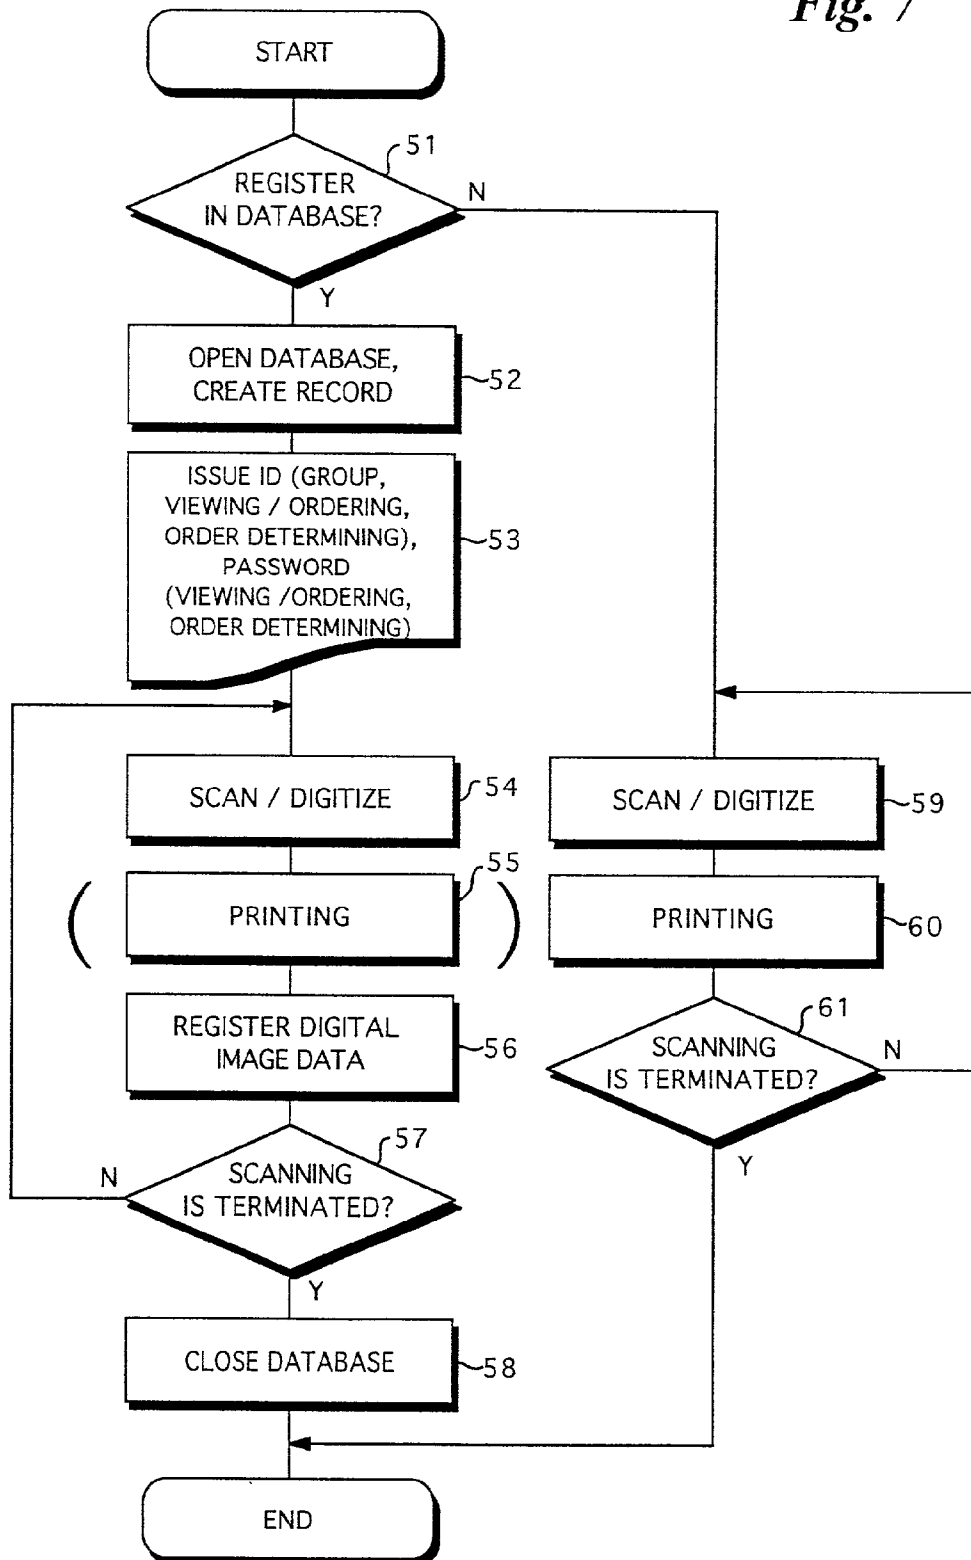 Fig. 7
START
51
REGISTER
IN DATABASE?
N
Y
OPEN DATABASE,
CREATE RECORD
52
ISSUE ID (GROUP,
VIEWING / ORDERING,
ORDER DETERMINING),
PASSWORD
(VIEWING /ORDERING,
ORDER DETERMINING)
53
SCAN / DIGITIZE
54
SCAN / DIGITIZE
59
55
( PRINTING )
PRINTING
60
REGISTER DIGITAL
IMAGE DATA
56
61
SCANNING
IS TERMINATED?
N
Y
57
SCANNING
IS TERMINATED?
N
Y
CLOSE DATABASE
58
END